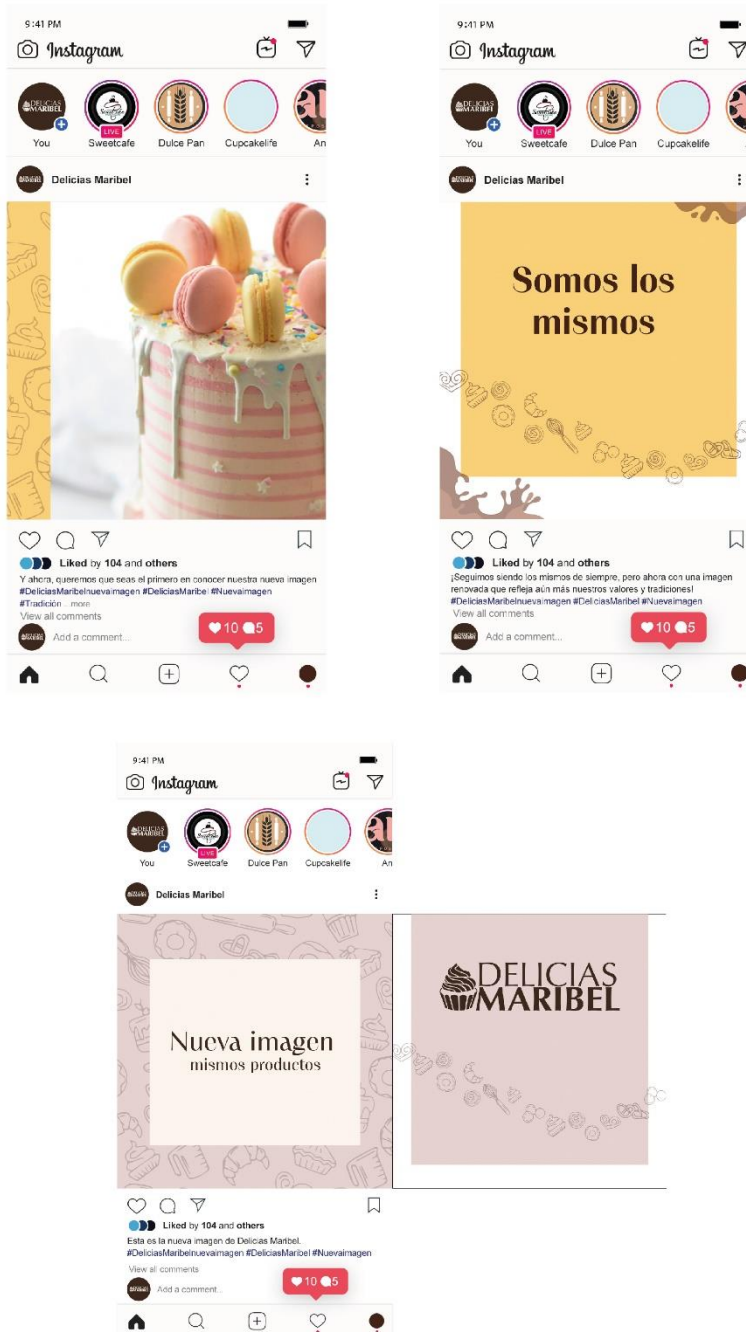 9:41 PM
Instagram
DELICIAS
MARIBEL
LIVE
You
Sweetcafe
Dulce Pan
Cupcakelife
An
Delicias Maribel
Liked by 104 and others
Y ahora, queremos que seas el primero en conocer nuestra nueva imagen
#DeliciasMaribelnuevaimagen #DeliciasMaribel #Nuevaimagen
#Tradición ...more
View all comments
Add a comment...
10 5
9:41 PM
Instagram
DELICIAS
MARIBEL
LIVE
You
Sweetcafe
Dulce Pan
Cupcakelife
Delicias Maribel
Somos los
mismos
Liked by 104 and others
¡Seguimos siendo los mismos de siempre, pero ahora con una imagen
renovada que refleja aún más nuestros valores y tradiciones!
#DeliciasMaribelnuevaimagen #DeliciasMaribel #Nuevaimagen
View all comments
Add a comment...
10 5
9:41 PM
Instagram
DELICIAS
MARIBEL
LIVE
You
Sweetcafe
Dulce Pan
Cupcakelife
An
Delicias Maribel
Nueva imagen
mismos productos
DELICIAS
MARIBEL
Liked by 104 and others
Esta es la nueva imagen de Delicias Maribel.
#DeliciasMaribelnuevaimagen #DeliciasMaribel #Nuevaimagen
View all comments
Add a comment...
10 5